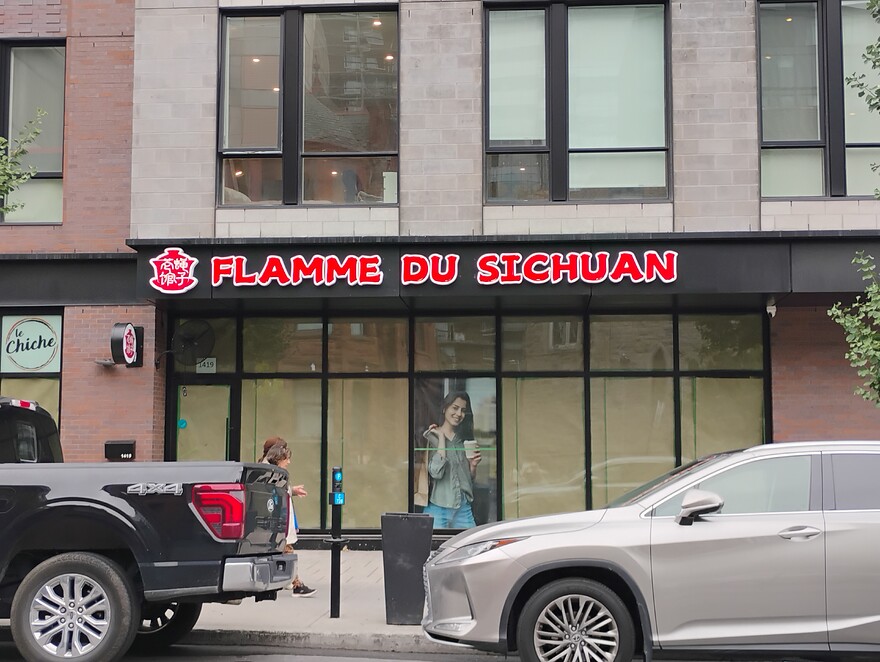 FLAMME DU SICHUAN
le
Chiche
1419
4X4